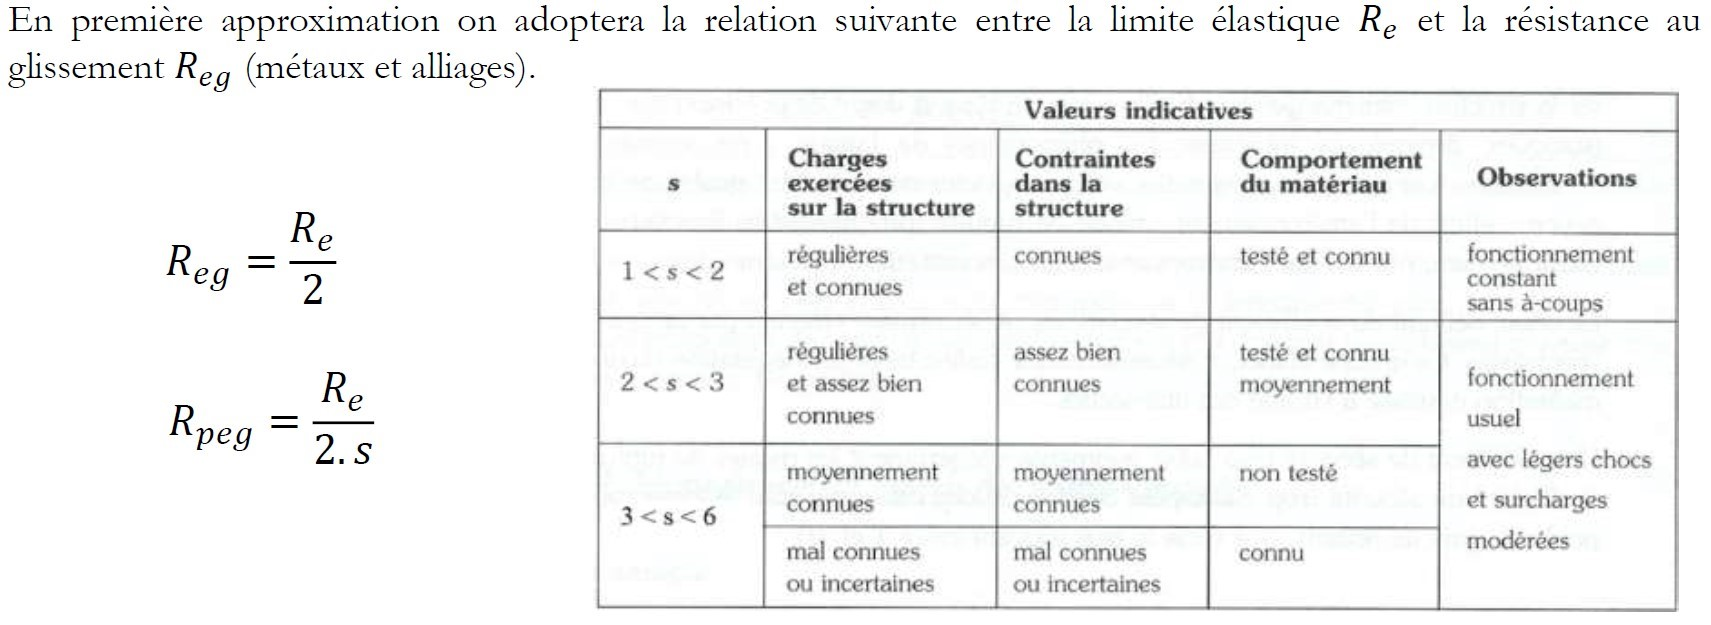 En première approximation on adoptera la relation suivante entre la limite élastique Re et la résistance au
glissement Reg (métaux et alliages).
Reg = Re / 2
Rpeg = Re / 2. s
Valeurs indicatives
s
Charges
exercées
sur la structure
Contraintes
dans la
structure
Comportement
du matériau
Observations
1 < s < 2
régulières
et connues
connues
testé et connu
fonctionnement
constant
sans à-coups
2 < s < 3
régulières
et assez bien
connues
assez bien
connues
testé et connu
moyennement
fonctionnement
usuel
avec légers chocs
et surcharges
modérées
3 < s < 6
moyennement
connues
moyennement
connues
non testé
mal connues
ou incertaines
mal connues
ou incertaines
connu